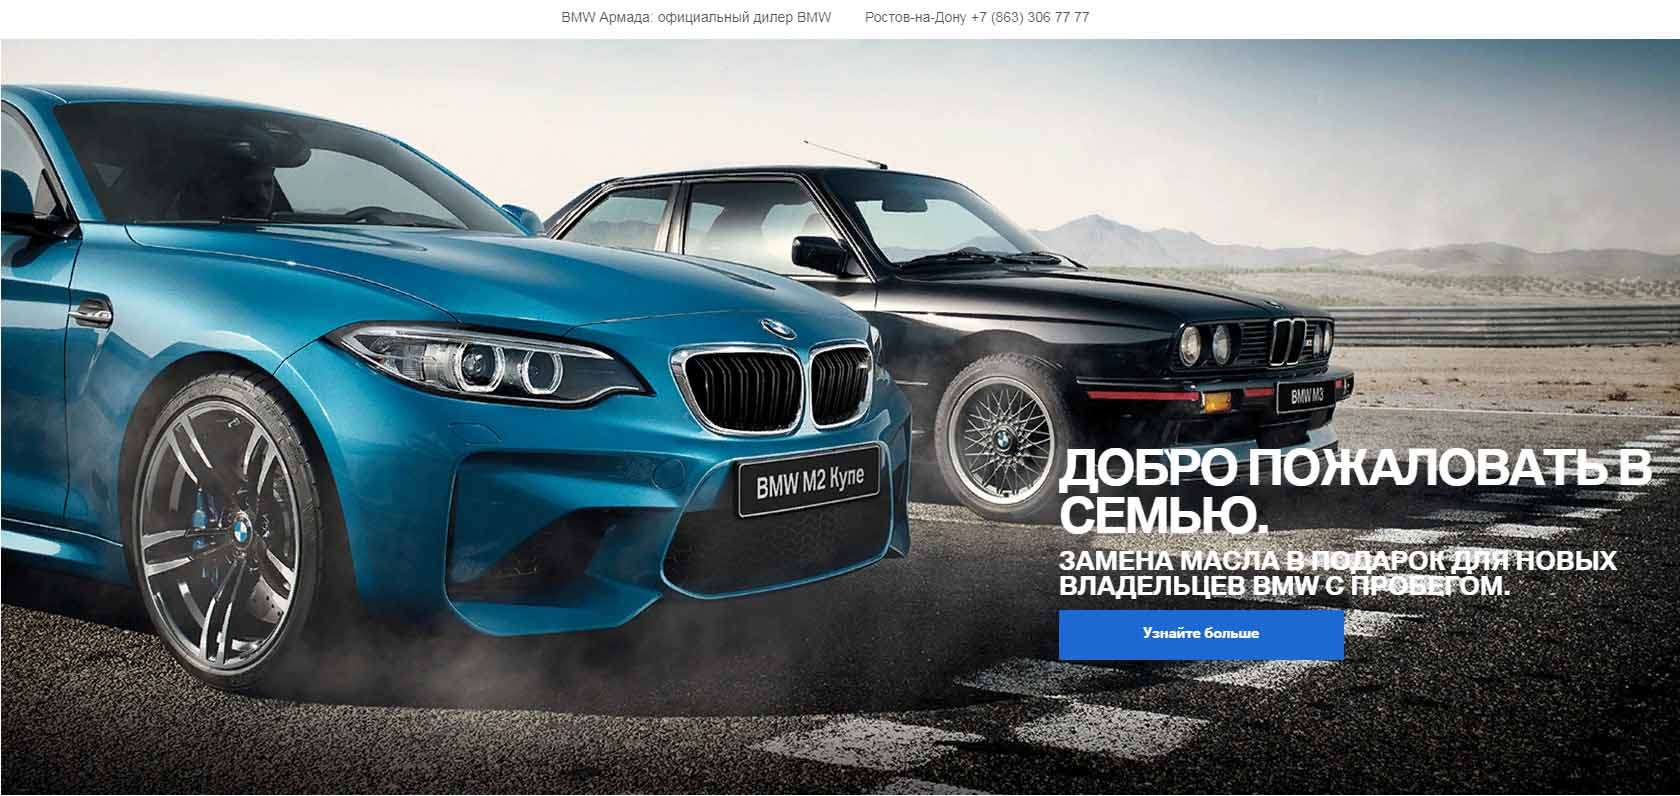 BMW Армада: официальный дилер BMW Ростов-на-Дону +7 (863) 306 77 77
BMW M3
BMW M2 Купе
ДОБРО ПОЖАЛОВАТЬ В
СЕМЬЮ.
ЗАМЕНА МАСЛА В ПОДАРОК ДЛЯ НОВЫХ
ВЛАДЕЛЬЦЕВ BMW С ПРОБЕГОМ.
Узнайте больше